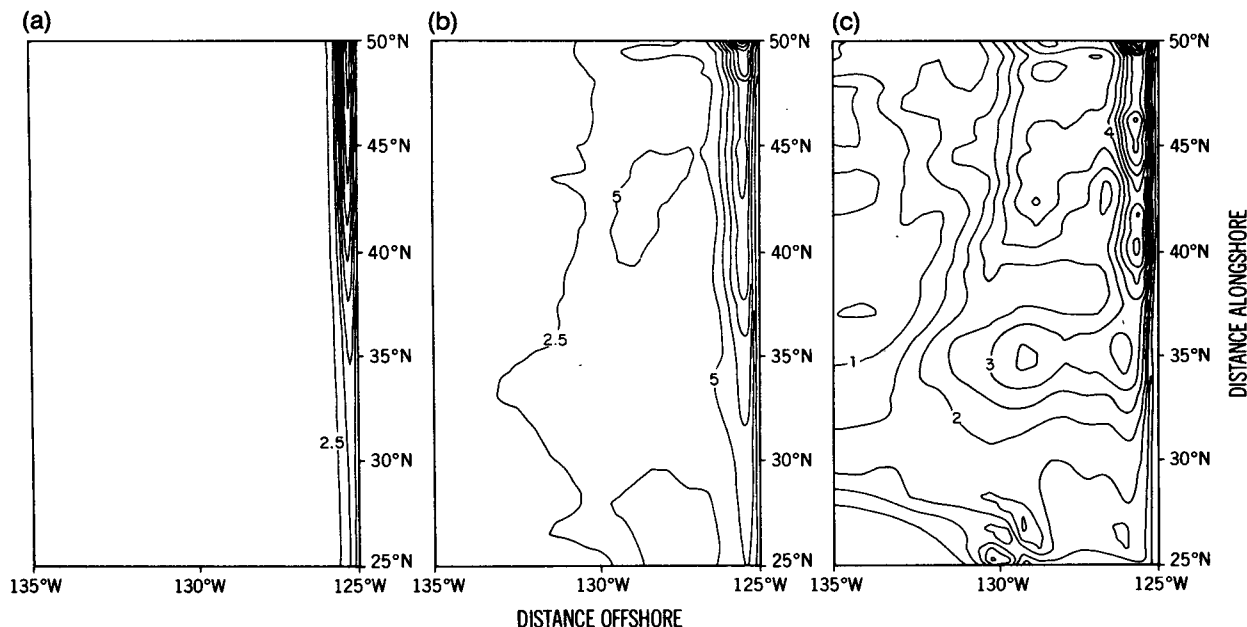 (a)
(b)
(c)
50°N
45°N
40°N
35°N
30°N
25°N
2.5
135°W
130°W
125°W
50°N
45°N
40°N
35°N
30°N
25°N
5
2.5
5
135°W
130°W
125°W
50°N
45°N
40°N
35°N
30°N
25°N
4
3
1
2
135°W
130°W
125°W
DISTANCE ALONGSHORE
DISTANCE OFFSHORE